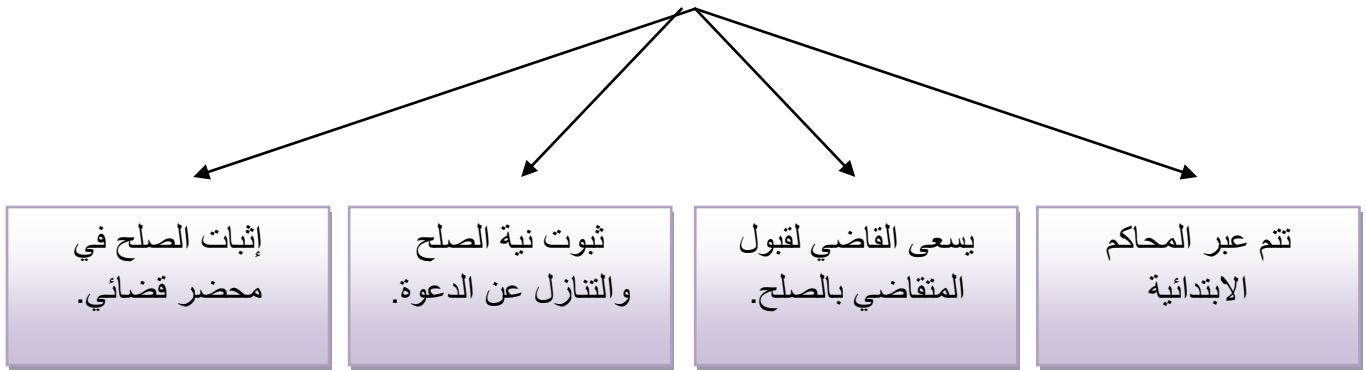 تتم عبر المحاكم
الابتدائية
يسعى القاضي لقبول
المتقاضي بالصلح.
ثبوت نية الصلح
والتنازل عن الدعوة.
إثبات الصلح في
محضر قضائي.